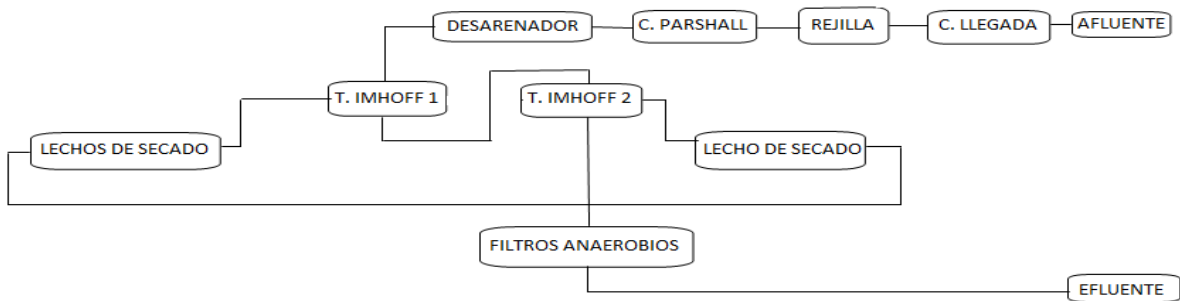 DESARENADOR
C. PARSHALL
REJILLA
C. LLEGADA
AFLUENTE
T. IMHOFF 1
T. IMHOFF 2
LECHOS DE SECADO
LECHO DE SECADO
FILTROS ANAEROBIOS
EFLUENTE